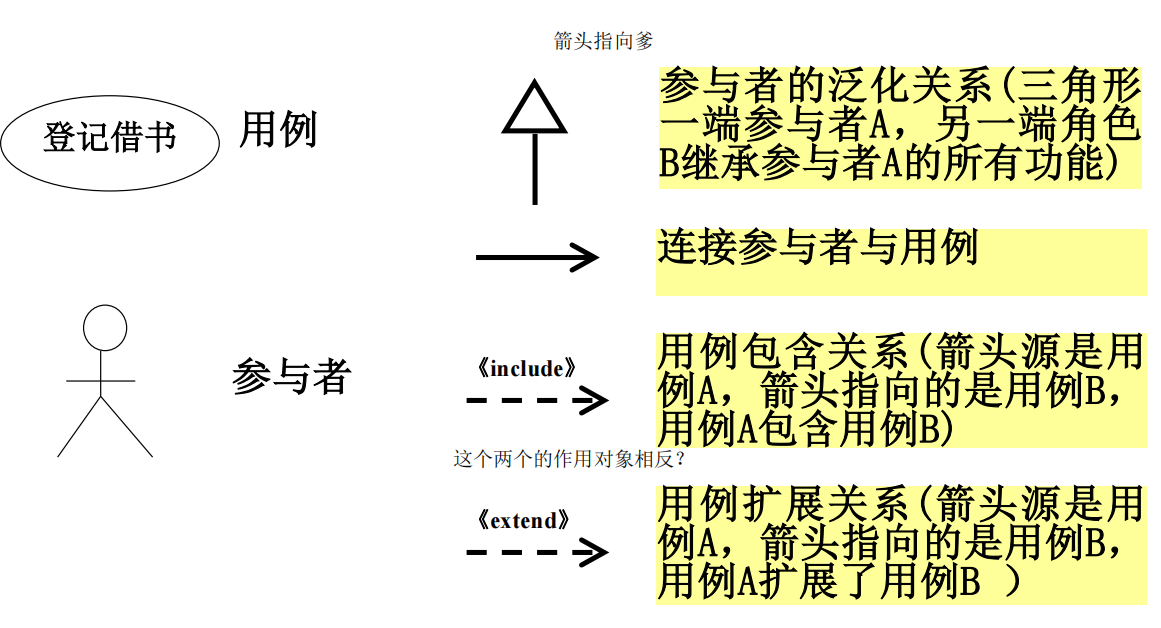 箭头指向爹
登记借书
用例
参与者的泛化关系(三角形
一端参与者A，另一端角色
B继承参与者A的所有功能)
连接参与者与用例
参与者
《include》
用例包含关系(箭头源是用
例A，箭头指向的是用例B，
用例A包含用例B)
这个两个的作用对象相反？
《extend》
用例扩展关系(箭头源是用
例A，箭头指向的是用例B，
用例A扩展了用例B ）